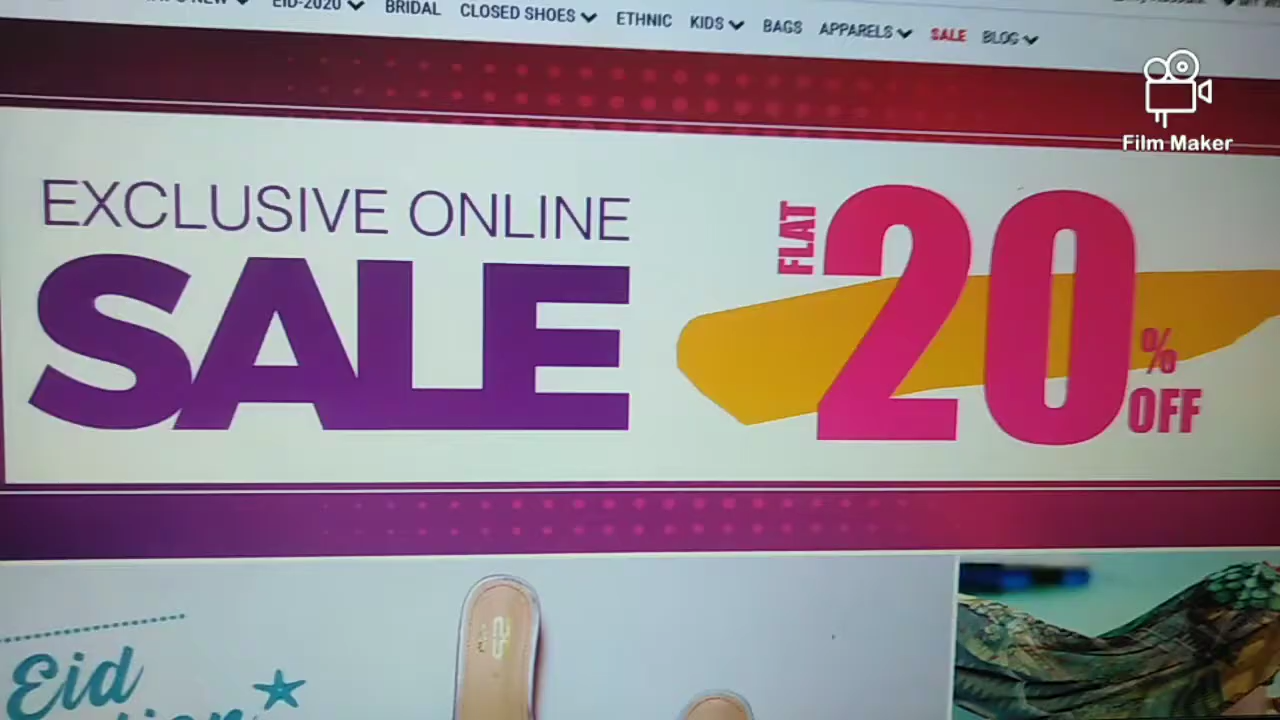 EID-2020 BRIDAL CLOSED SHOES ETHNIC KIDS BAGS APPARELS SALE BLOG
Film Maker
EXCLUSIVE ONLINE
SALE
FLAT 20% OFF
Eid